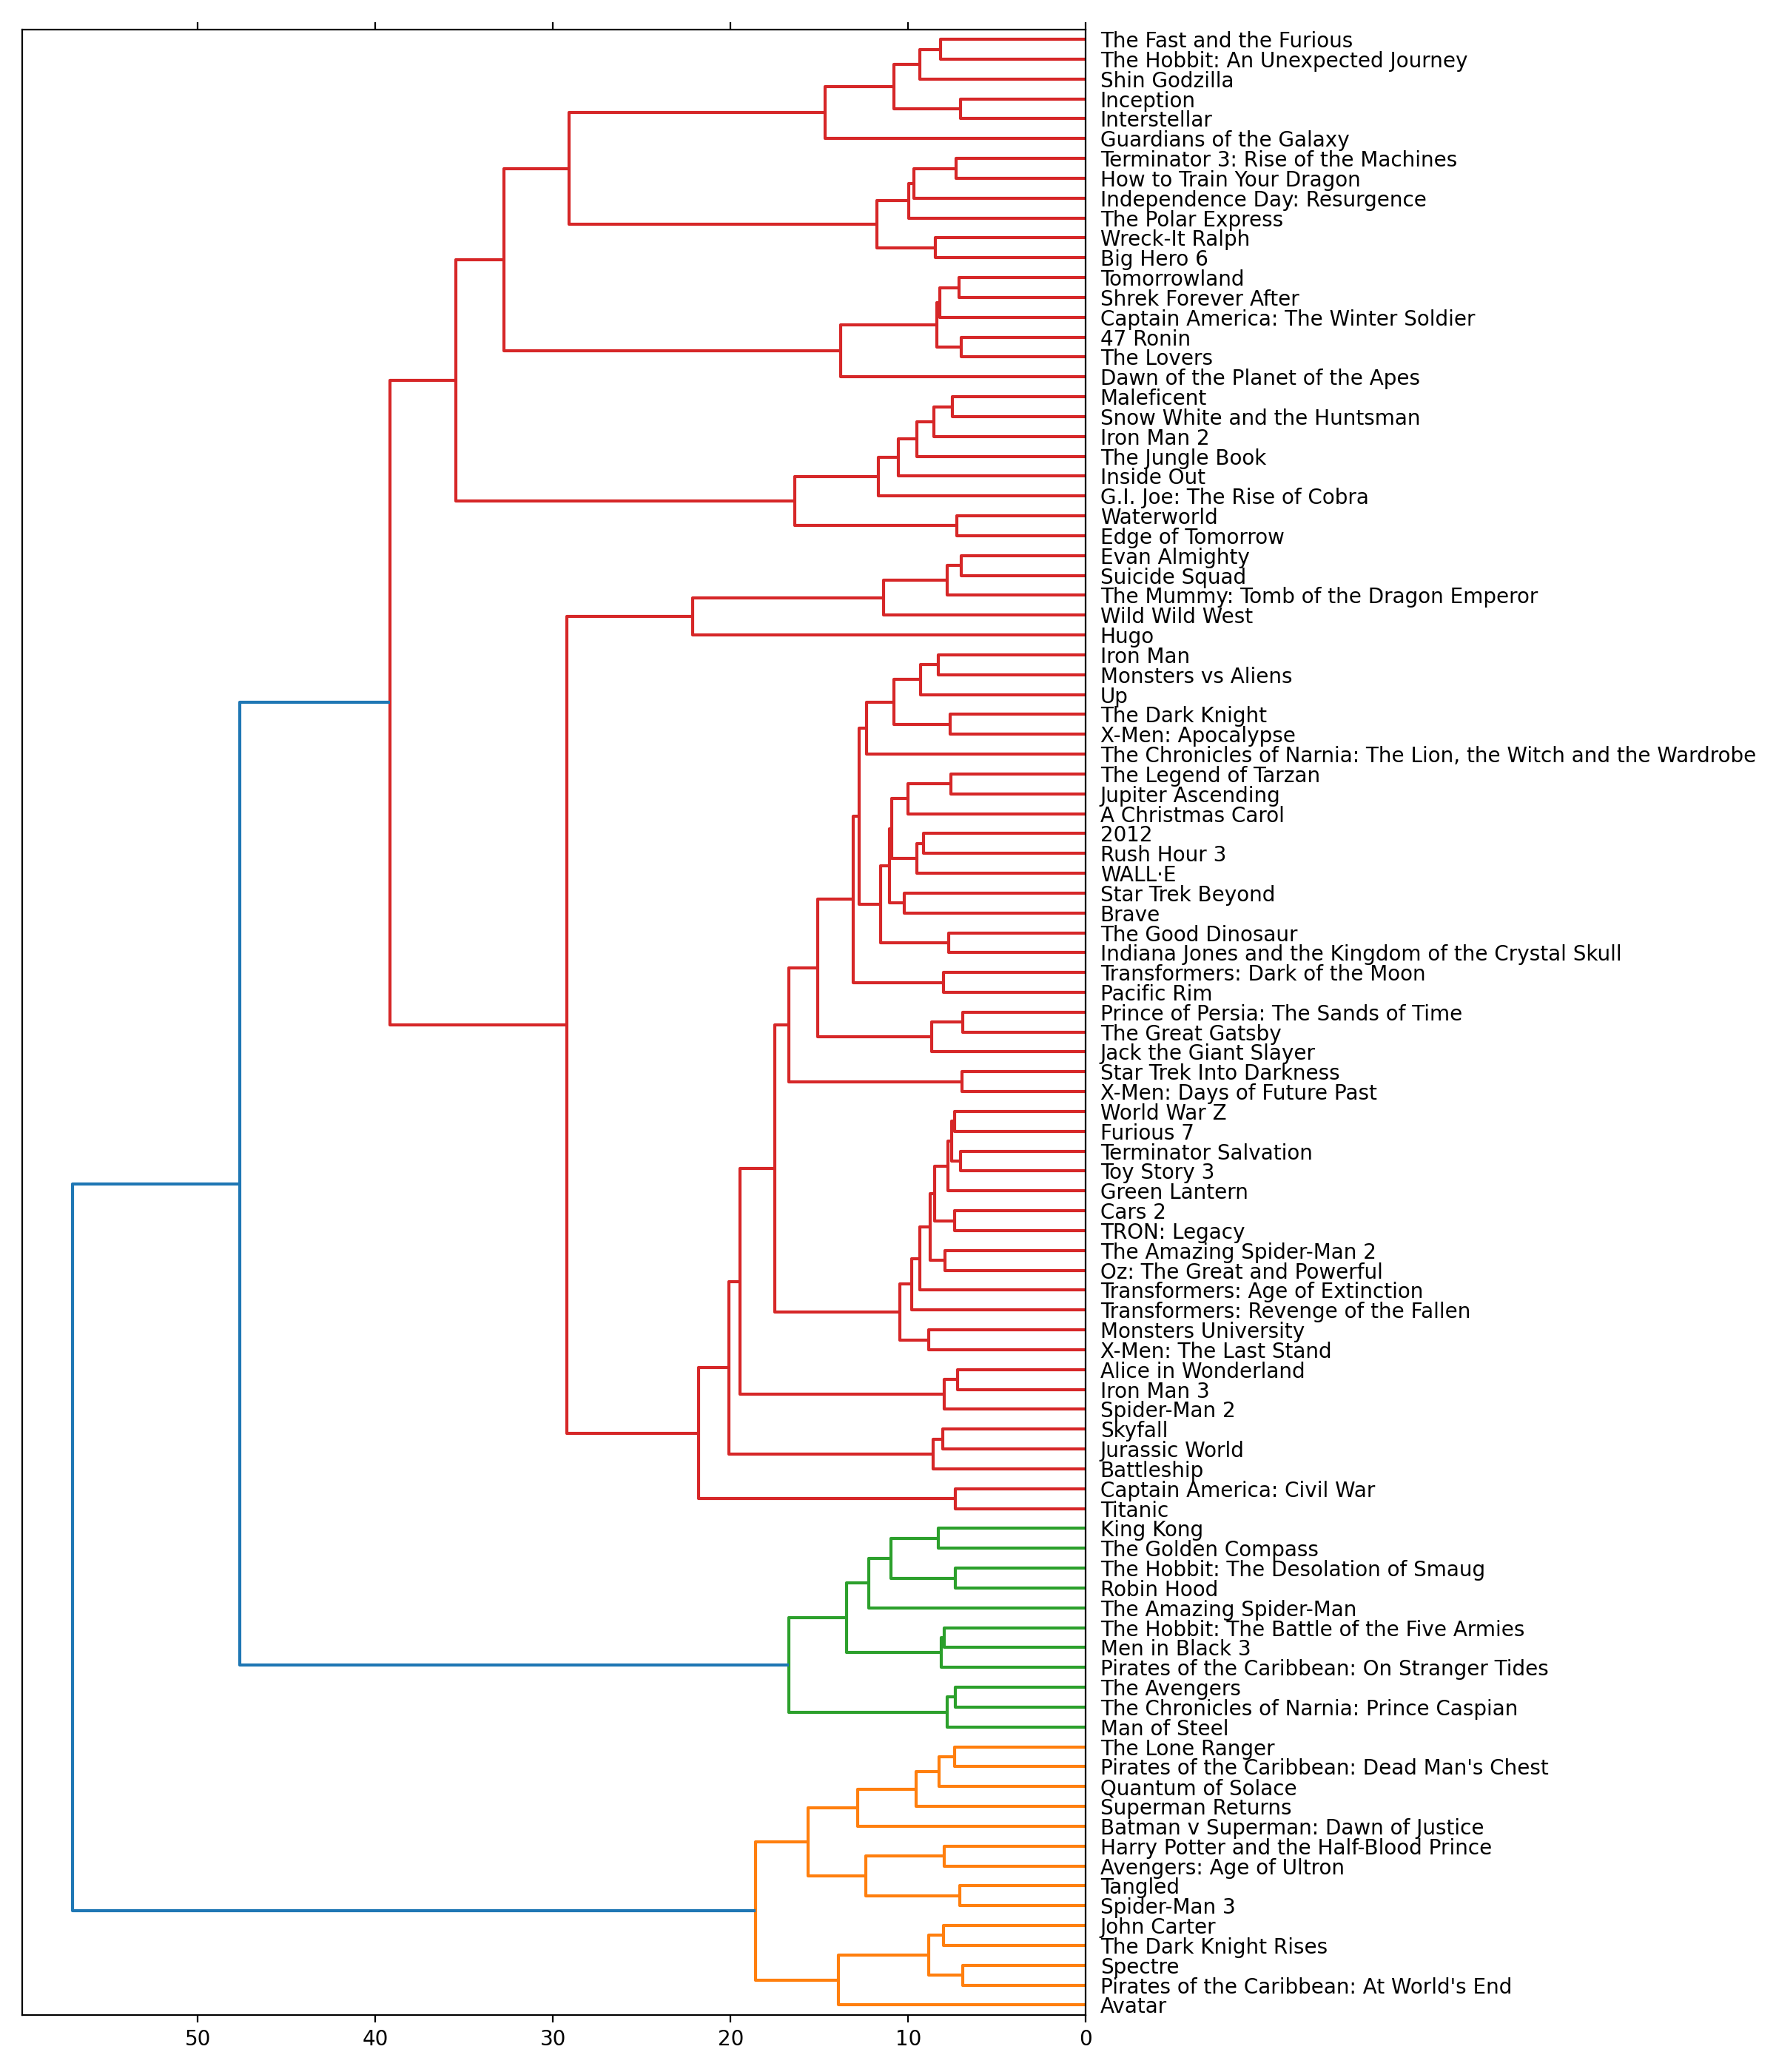 The Fast and the Furious
The Hobbit: An Unexpected Journey
Shin Godzilla
Inception
Interstellar
Guardians of the Galaxy
Terminator 3: Rise of the Machines
How to Train Your Dragon
Independence Day: Resurgence
The Polar Express
Wreck-It Ralph
Big Hero 6
Tomorrowland
Shrek Forever After
Captain America: The Winter Soldier
47 Ronin
The Lovers
Dawn of the Planet of the Apes
Maleficent
Snow White and the Huntsman
Iron Man 2
The Jungle Book
Inside Out
G.I. Joe: The Rise of Cobra
Waterworld
Edge of Tomorrow
Evan Almighty
Suicide Squad
The Mummy: Tomb of the Dragon Emperor
Wild Wild West
Hugo
Iron Man
Monsters vs Aliens
Up
The Dark Knight
X-Men: Apocalypse
The Chronicles of Narnia: The Lion, the Witch and the Wardrobe
The Legend of Tarzan
Jupiter Ascending
A Christmas Carol
2012
Rush Hour 3
WALL·E
Star Trek Beyond
Brave
The Good Dinosaur
Indiana Jones and the Kingdom of the Crystal Skull
Transformers: Dark of the Moon
Pacific Rim
Prince of Persia: The Sands of Time
The Great Gatsby
Jack the Giant Slayer
Star Trek Into Darkness
X-Men: Days of Future Past
World War Z
Furious 7
Terminator Salvation
Toy Story 3
Green Lantern
Cars 2
TRON: Legacy
The Amazing Spider-Man 2
Oz: The Great and Powerful
Transformers: Age of Extinction
Transformers: Revenge of the Fallen
Monsters University
X-Men: The Last Stand
Alice in Wonderland
Iron Man 3
Spider-Man 2
Skyfall
Jurassic World
Battleship
Captain America: Civil War
Titanic
King Kong
The Golden Compass
The Hobbit: The Desolation of Smaug
Robin Hood
The Amazing Spider-Man
The Hobbit: The Battle of the Five Armies
Men in Black 3
Pirates of the Caribbean: On Stranger Tides
The Avengers
The Chronicles of Narnia: Prince Caspian
Man of Steel
The Lone Ranger
Pirates of the Caribbean: Dead Man's Chest
Quantum of Solace
Superman Returns
Batman v Superman: Dawn of Justice
Harry Potter and the Half-Blood Prince
Avengers: Age of Ultron
Tangled
Spider-Man 3
John Carter
The Dark Knight Rises
Spectre
Pirates of the Caribbean: At World's End
Avatar
50 40 30 20 10 0